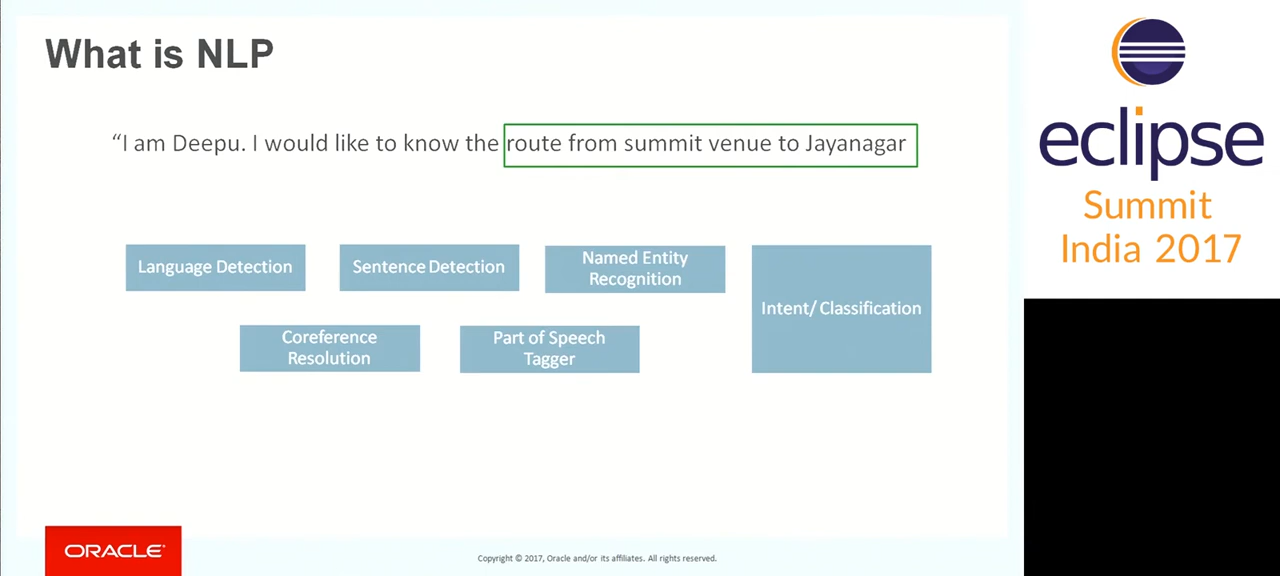 What is NLP
“I am Deepu. I would like to know the route from summit venue to Jayanagar
Language Detection
Sentence Detection
Named Entity
Recognition
Intent/ Classification
Coreference
Resolution
Part of Speech
Tagger
ORACLE
Copyright © 2017, Oracle and/or its affiliates. All rights reserved.
eclipse
Summit
India 2017